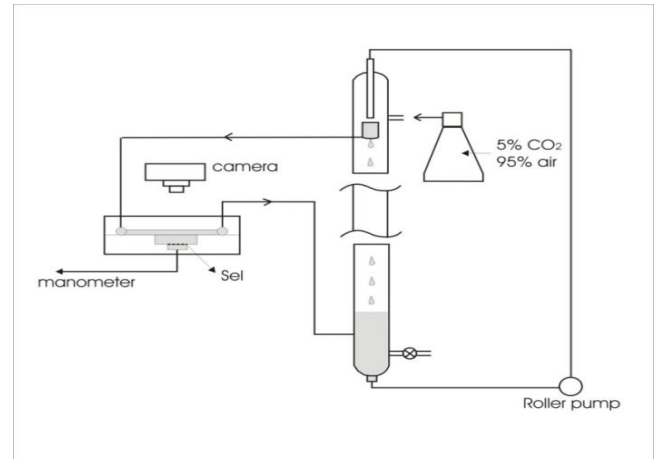 camera
5% CO₂
95% air
manometer
Sel
Roller pump